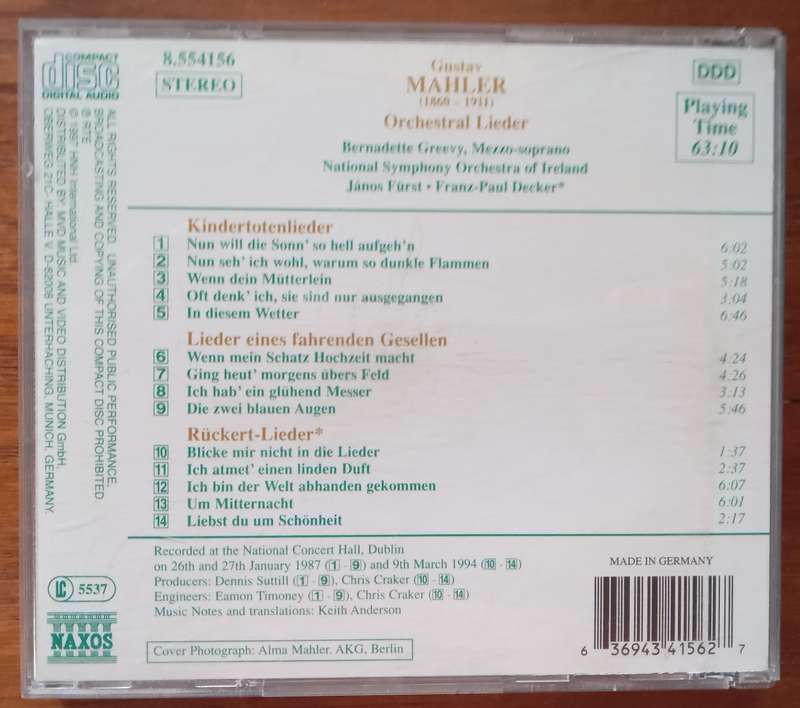 COMPACT
disc
DIGITAL AUDIO
8.554156
STEREO
Gustav
MAHLER
(1860 - 1911)
Orchestral Lieder
Bernadette Greevy, Mezzo-soprano
National Symphony Orchestra of Ireland
János Fürst • Franz-Paul Decker*
DDD
Playing
Time
63:10
Kindertotenlieder
1 Nun will die Sonn' so hell aufgeh'n 6:02
2 Nun seh' ich wohl, warum so dunkle Flammen 5:02
3 Wenn dein Mütterlein 5:18
4 Oft denk' ich, sie sind nur ausgegangen 3:04
5 In diesem Wetter 6:46
Lieder eines fahrenden Gesellen
6 Wenn mein Schatz Hochzeit macht 4:24
7 Ging heut' morgens übers Feld 4:26
8 Ich hab' ein glühend Messer 3:13
9 Die zwei blauen Augen 5:46
Rückert-Lieder*
10 Blicke mir nicht in die Lieder 1:37
11 Ich atmet' einen linden Duft 2:37
12 Ich bin der Welt abhanden gekommen 6:07
13 Um Mitternacht 6:01
14 Liebst du um Schönheit 2:17
Recorded at the National Concert Hall, Dublin
on 26th and 27th January 1987 (1 - 9) and 9th March 1994 (10 - 14)
Producers: Dennis Suttill (1 - 9), Chris Craker (10 - 14)
Engineers: Eamon Timoney (1 - 9), Chris Craker (10 - 14)
Music Notes and translations: Keith Anderson
Cover Photograph: Alma Mahler. AKG, Berlin
MADE IN GERMANY
6 36943 41562 7
ALL RIGHTS RESERVED. UNAUTHORISED PUBLIC PERFORMANCE,
BROADCASTING AND COPYING OF THIS COMPACT DISC PROHIBITED.
℗ RTE
© 1997 HNH International Ltd.
DISTRIBUTED BY: MVD MUSIC AND VIDEO DISTRIBUTION GmbH,
OBERWEG 21C- HALLE V, D-82008 UNTERHACHING, MUNICH, GERMANY.
LC 5537
NAXOS